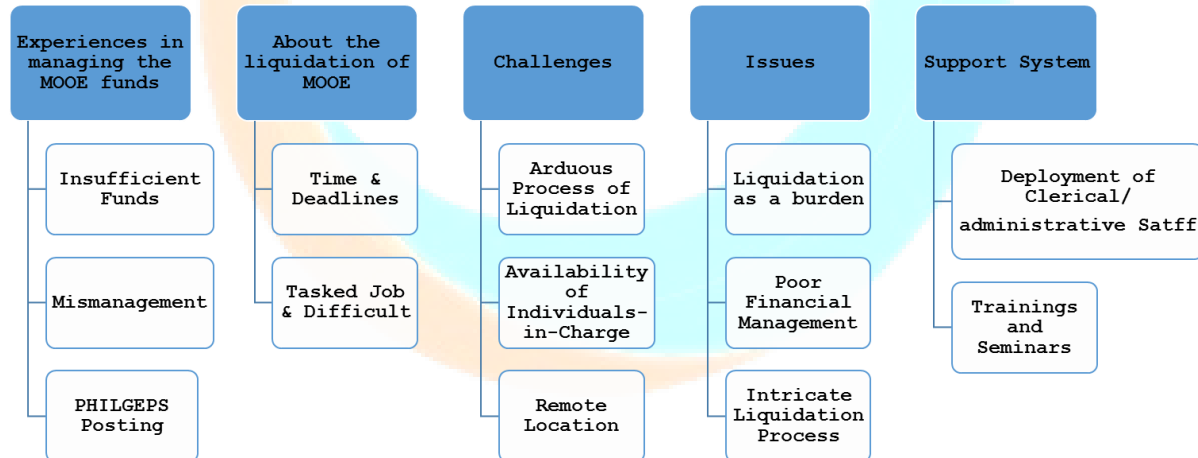 Experiences in
managing the
MOOE funds
Insufficient
Funds
Mismanagement
PHILGEPS
Posting
About the
liquidation of
MOOE
Time &
Deadlines
Tasked Job
& Difficult
Challenges
Arduous
Process of
Liquidation
Availability
of
Individuals-
in-Charge
Remote
Location
Issues
Liquidation
as a burden
Poor
Financial
Management
Intricate
Liquidation
Process
Support System
Deployment of
Clerical/
administrative Satff
Trainings
and
Seminars